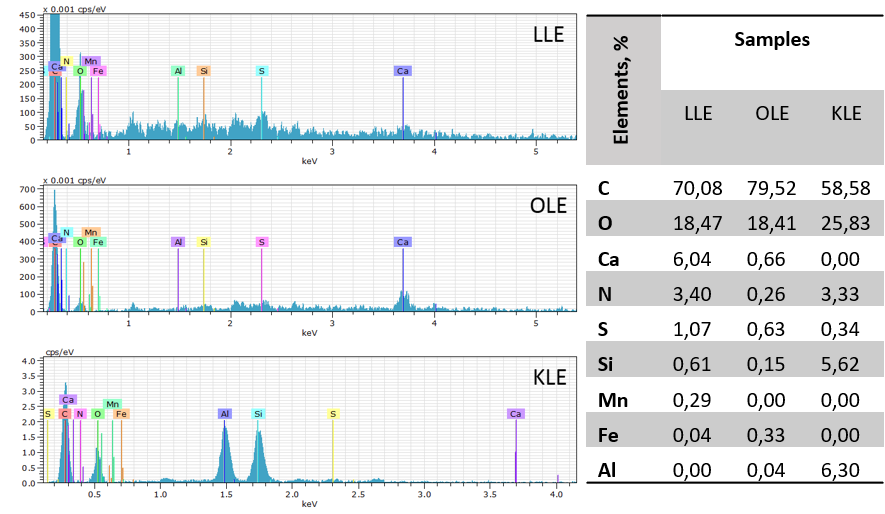 x 0.001 cps/eV
LLE
450
400
350
300
250
200
150
100
50
0
Ca
C
N
O
Mn
Fe
Al
Si
S
Ca
1 2 3 4 5
keV
x 0.001 cps/eV
OLE
700
600
500
400
300
200
100
0
Ca
C
N
O
Mn
Fe
Al
Si
S
Ca
1 2 3 4 5
keV
cps/eV
KLE
4.0
3.5
3.0
2.5
2.0
1.5
1.0
0.5
0.0
S
C
Ca
N
O
Mn
Fe
Al
Si
S
Ca
0.5 1.0 1.5 2.0 2.5 3.0 3.5 4.0
keV
Elements, %
Samples
LLE OLE KLE
C 70,08 79,52 58,58
O 18,47 18,41 25,83
Ca 6,04 0,66 0,00
N 3,40 0,26 3,33
S 1,07 0,63 0,34
Si 0,61 0,15 5,62
Mn 0,29 0,00 0,00
Fe 0,04 0,33 0,00
Al 0,00 0,04 6,30